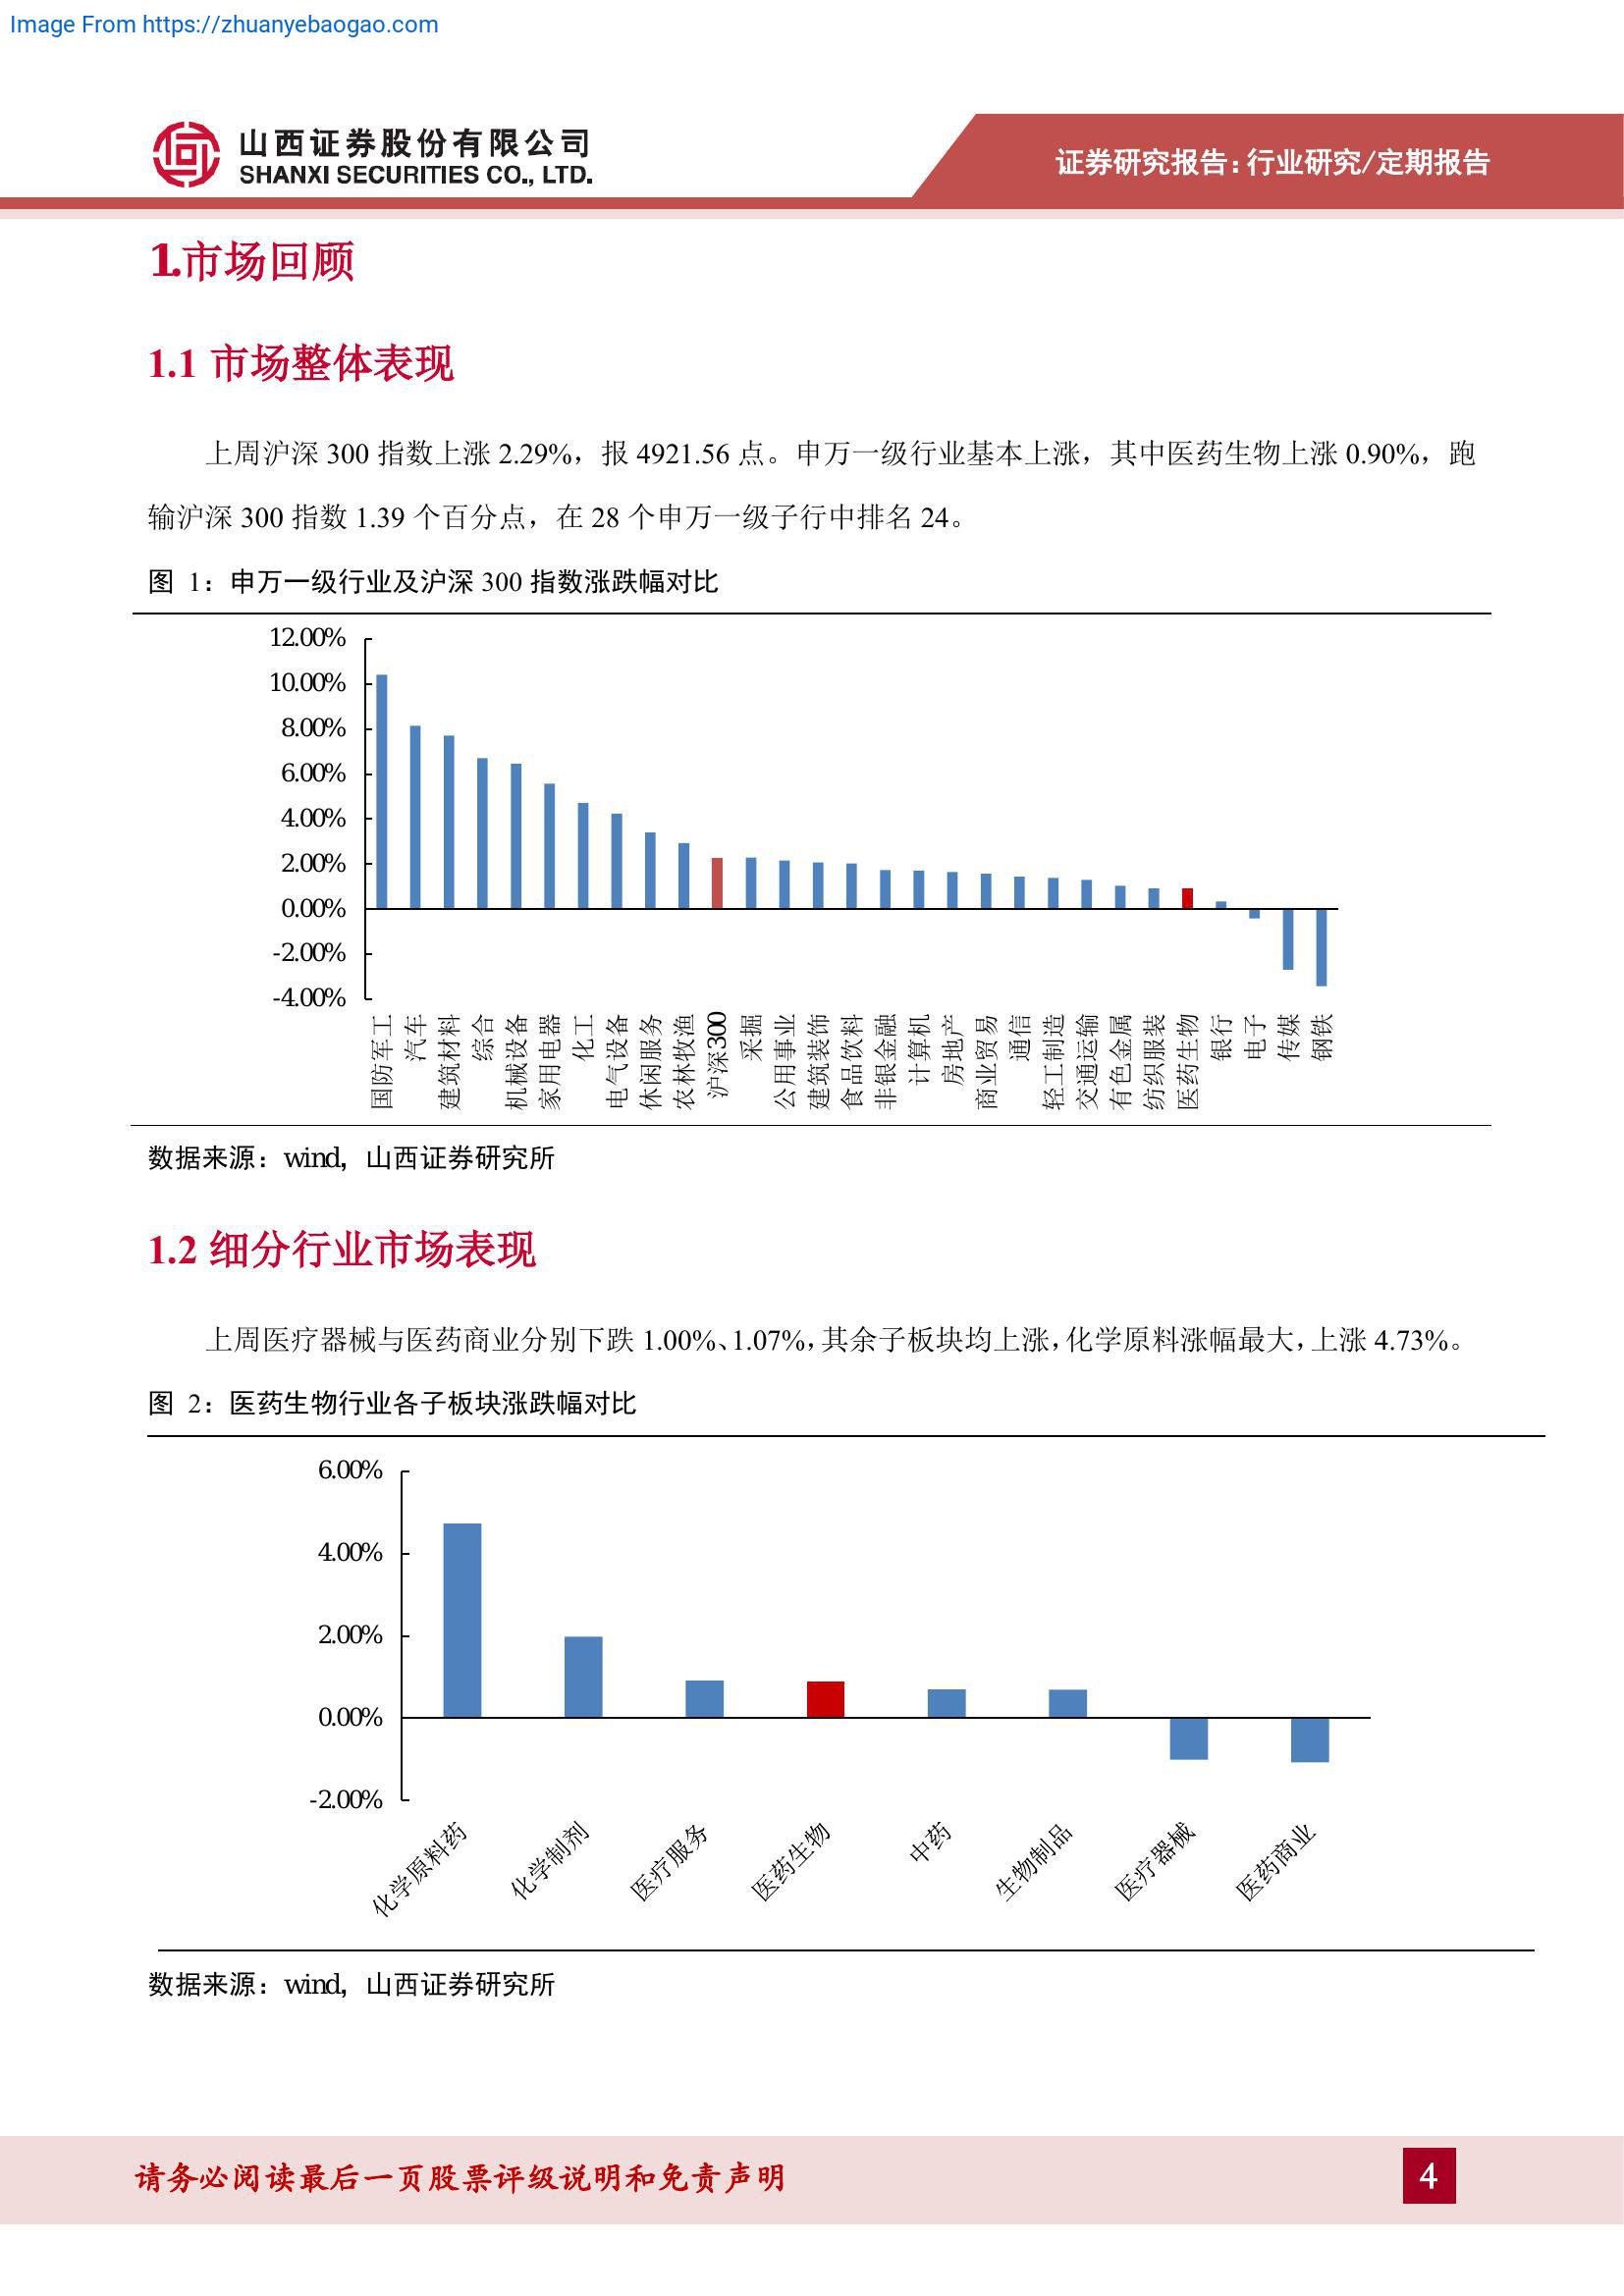 Image From https://zhuanyebaogao.com
山西证券股份有限公司
SHANXI SECURITIES CO., LTD.
证券研究报告:行业研究/定期报告
1.市场回顾
1.1 市场整体表现
上周沪深 300 指数上涨 2.29%，报 4921.56 点。申万一级行业基本上涨，其中医药生物上涨 0.90%，跑
输沪深 300 指数 1.39 个百分点，在 28 个申万一级子行中排名 24。
图 1：申万一级行业及沪深 300 指数涨跌幅对比
12.00%
10.00%
8.00%
6.00%
4.00%
2.00%
0.00%
-2.00%
-4.00%
国防军工
汽车
建筑材料
综合
机械设备
家用电器
化工
电气设备
休闲服务
农林牧渔
沪深300
采掘
公用事业
建筑装饰
食品饮料
非银金融
计算机
房地产
商业贸易
通信
轻工制造
交通运输
有色金属
纺织服装
医药生物
银行
电子
传媒
钢铁
数据来源：wind，山西证券研究所
1.2 细分行业市场表现
上周医疗器械与医药商业分别下跌 1.00%、1.07%，其余子板块均上涨，化学原料涨幅最大，上涨 4.73%。
图 2：医药生物行业各子板块涨跌幅对比
6.00%
4.00%
2.00%
0.00%
-2.00%
化学原料药
化学制剂
医疗服务
医药生物
中药
生物制品
医疗器械
医药商业
数据来源：wind，山西证券研究所
请务必阅读最后一页股票评级说明和免责声明
4